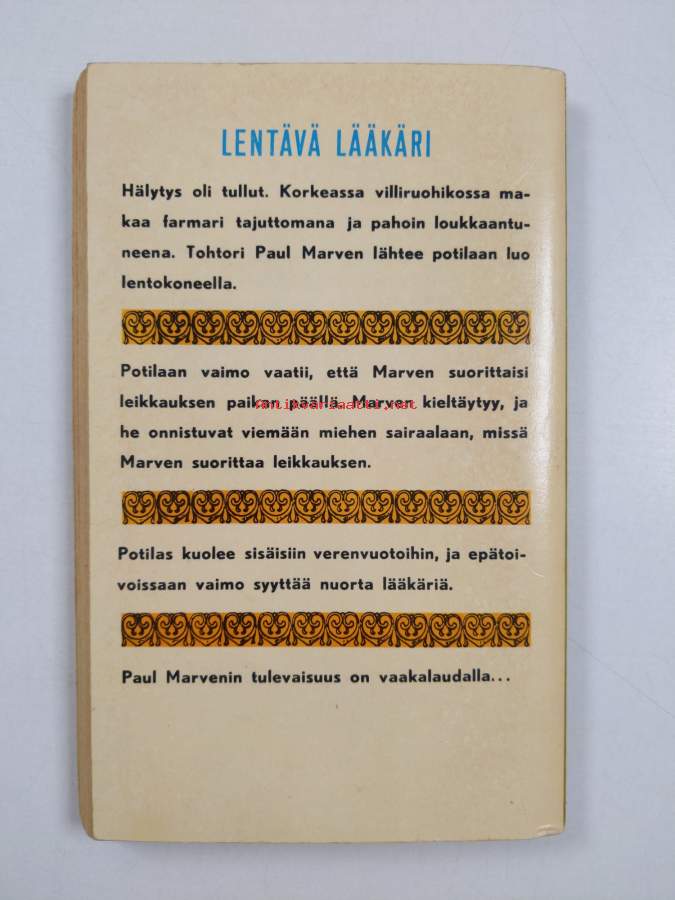 LENTÄVÄ LÄÄKÄRI
Hälytys oli tullut. Korkeassa villiruohikossa ma-
kaa farmari tajuttomana ja pahoin loukkaantu-
neena. Tohtori Paul Marven lähtee potilaan luo
lentokoneella.
Potilaan vaimo vaatii, että Marven suorittaisi
leikkauksen paikan päällä. Marven kieltäytyy, ja
Antikvariaatti.net
he onnistuvat viemään miehen sairaalaan, missä
Marven suorittaa leikkauksen.
Potilas kuolee sisäisiin verenvuotoihin, ja epätoi-
voissaan vaimo syyttää nuorta lääkäriä.
Paul Marvenin tulevaisuus on vaakalaudalla...